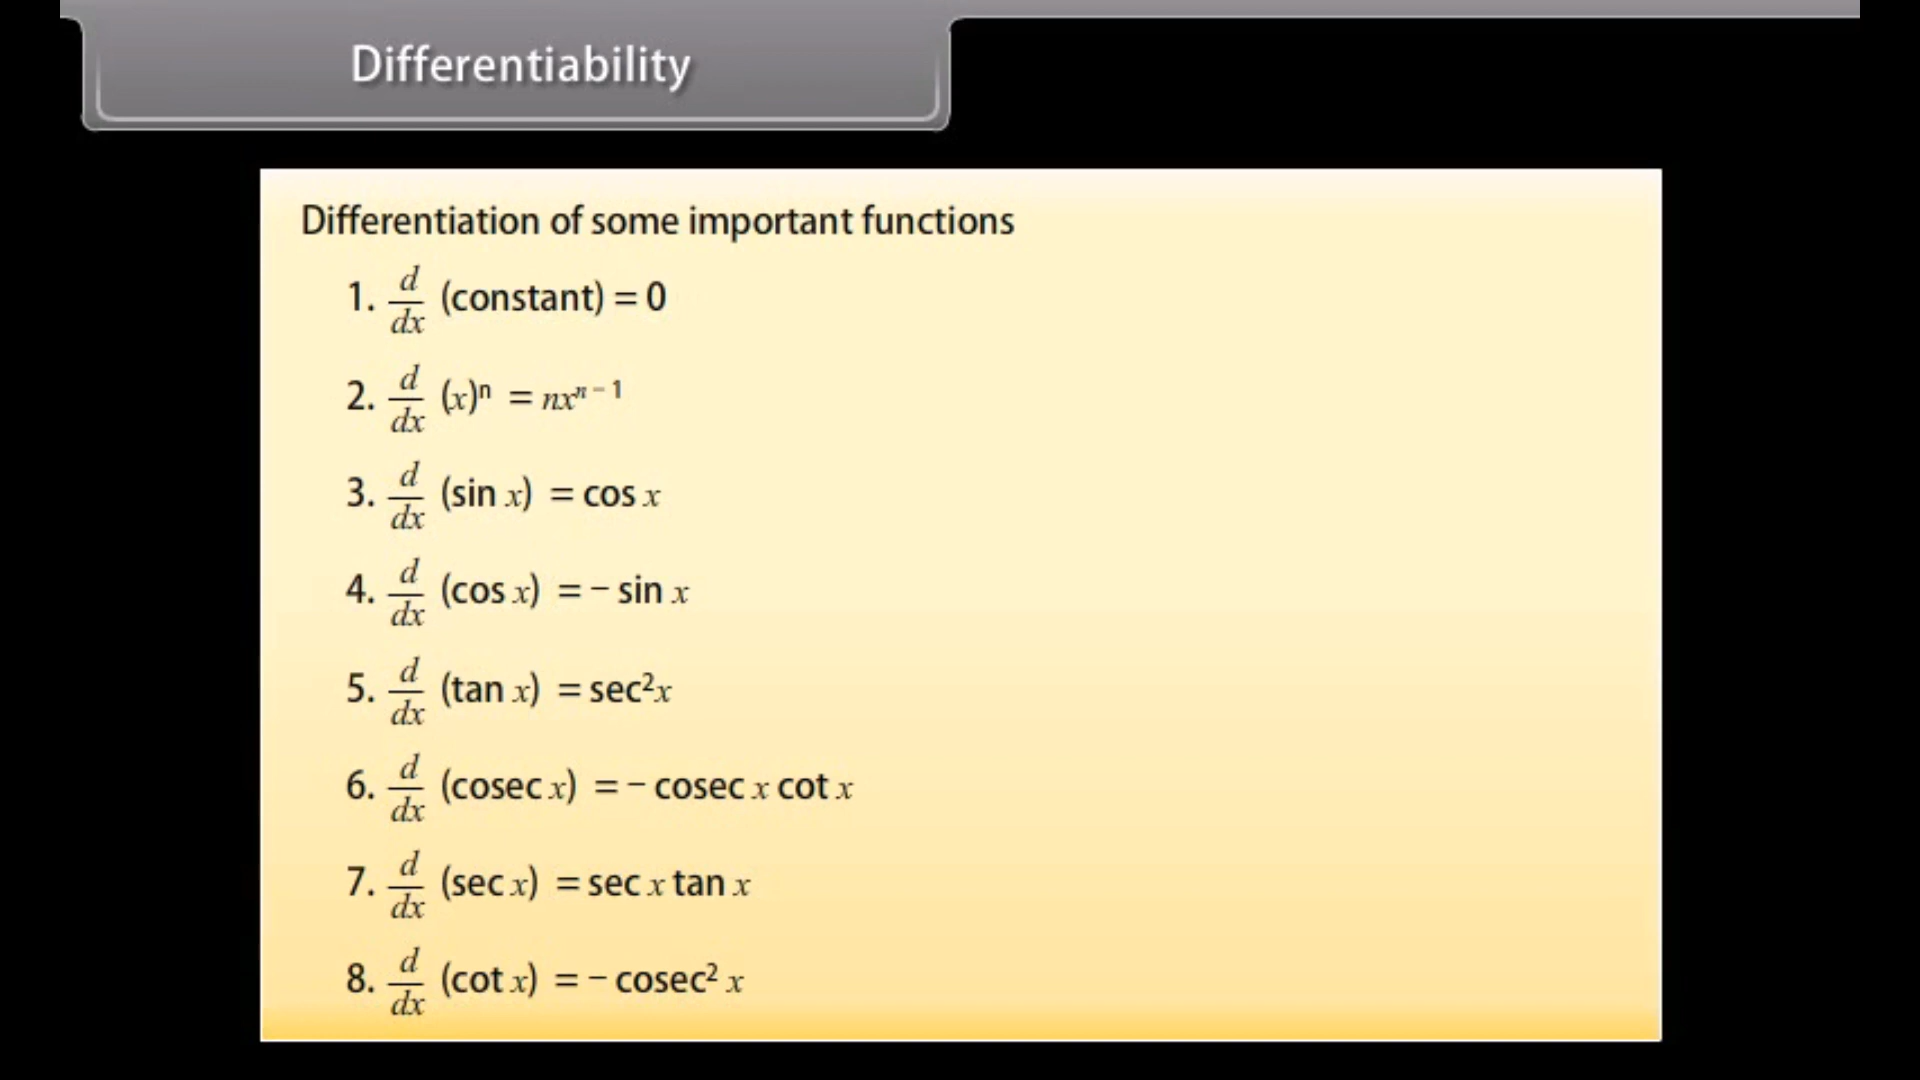 Differentiability
Differentiation of some important functions
1. d/dx (constant) = 0
2. d/dx (x)ⁿ = nxⁿ⁻¹
3. d/dx (sin x) = cos x
4. d/dx (cos x) = – sin x
5. d/dx (tan x) = sec²x
6. d/dx (cosec x) = – cosec x cot x
7. d/dx (sec x) = sec x tan x
8. d/dx (cot x) = – cosec² x